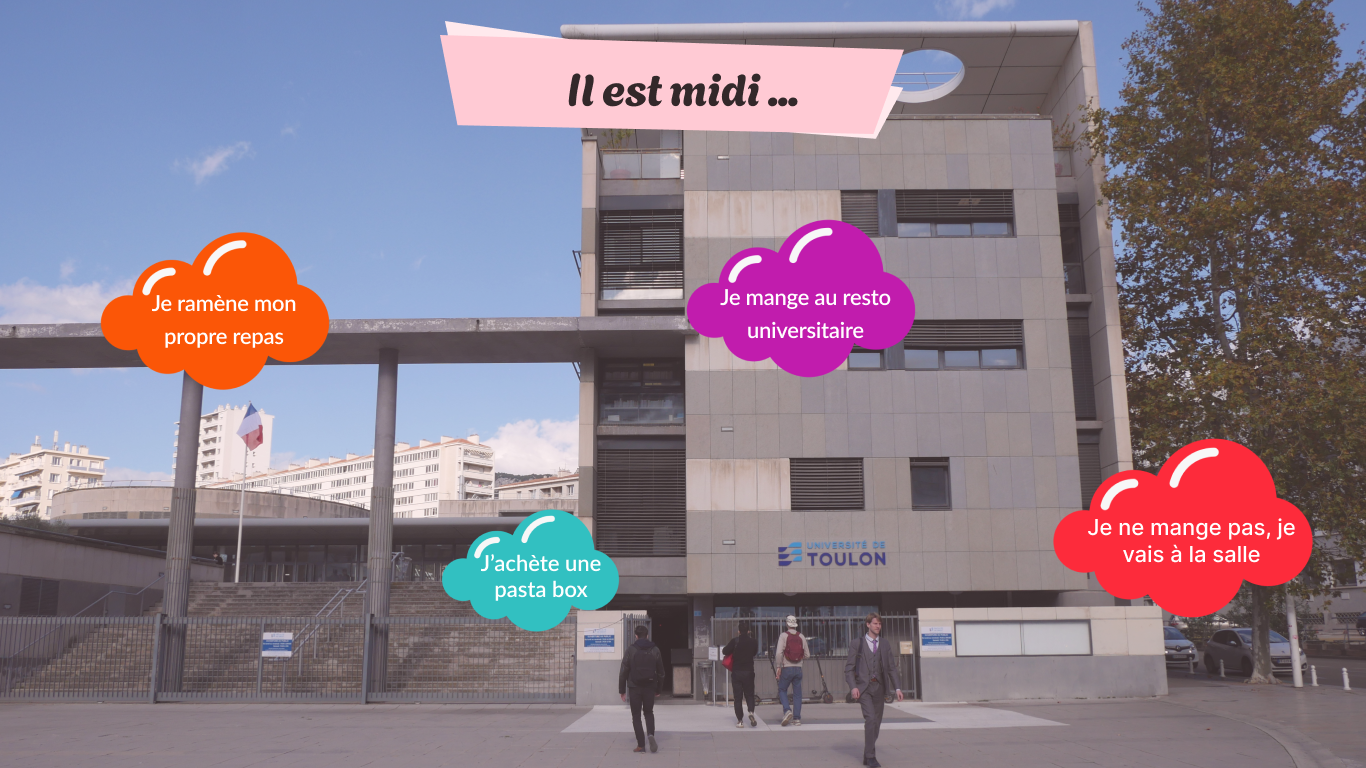 Il est midi ...
Je ramène mon
propre repas
Je mange au resto
universitaire
J'achète une
pasta box
Je ne mange pas, je
vais à la salle
UNIVERSITÉ DE
TOULON